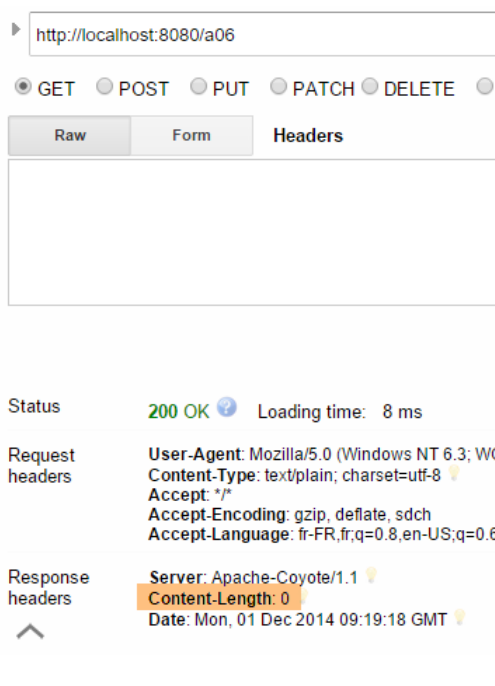 http://localhost:8080/a06
GET POST PUT PATCH DELETE
Raw Form Headers
Status 200 OK Loading time: 8 ms
Request headers
User-Agent: Mozilla/5.0 (Windows NT 6.3;
Content-Type: text/plain; charset=utf-8
Accept: */*
Accept-Encoding: gzip, deflate, sdch
Accept-Language: fr-FR,fr;q=0.8,en-US;q=0.6
Response headers
Server: Apache-Coyote/1.1
Content-Length: 0
Date: Mon, 01 Dec 2014 09:19:18 GMT